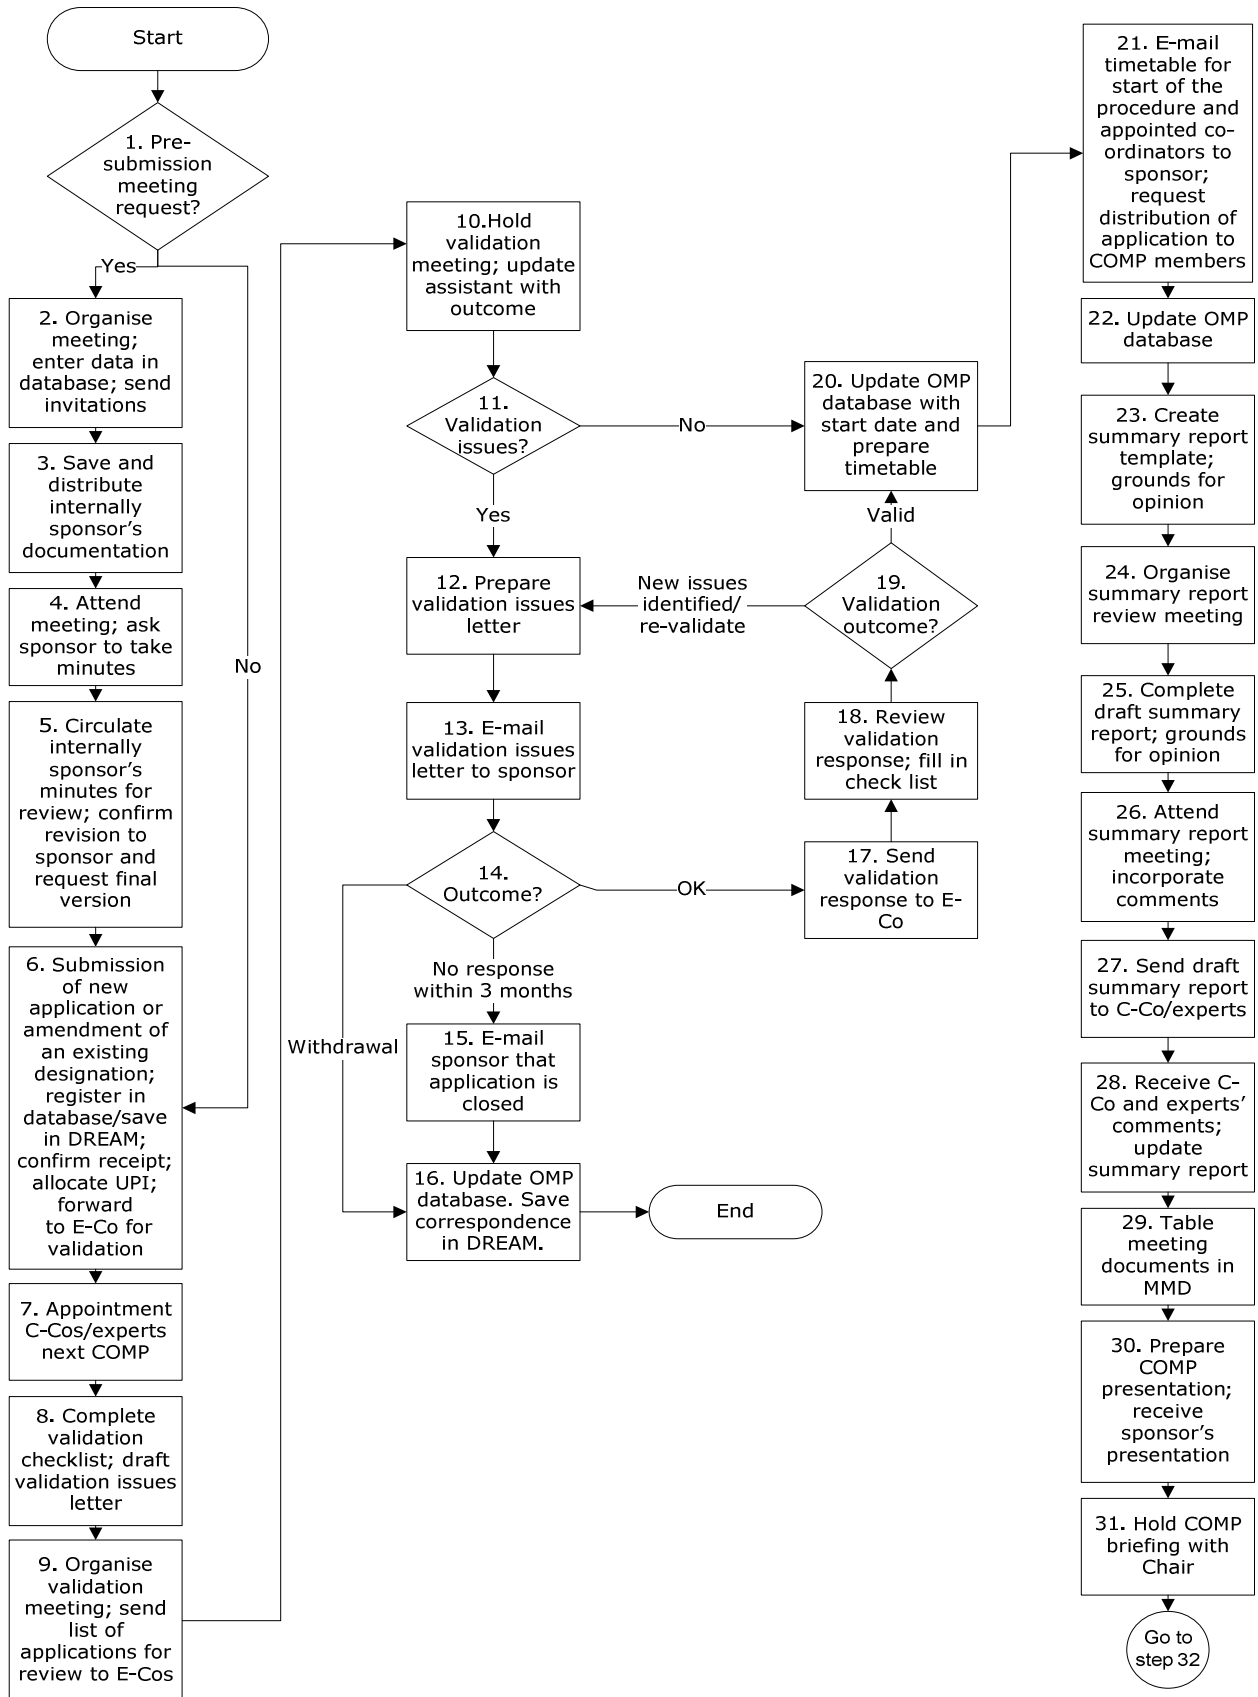 Start
1. Pre-
submission
meeting
request?
Yes
No
2. Organise
meeting;
enter data in
database; send
invitations
3. Save and
distribute
internally
sponsor's
documentation
4. Attend
meeting; ask
sponsor to take
minutes
5. Circulate
internally
sponsor's
minutes for
review; confirm
revision to
sponsor and
request final
version
6. Submission
of new
application or
amendment of
an existing
designation;
register in
database/save
in DREAM;
confirm receipt;
allocate UPI;
forward
to E-Co for
validation
7. Appointment
C-Cos/experts
next COMP
8. Complete
validation
checklist; draft
validation issues
letter
9. Organise
validation
meeting; send
list of
applications for
review to E-Cos
10.Hold
validation
meeting; update
assistant with
outcome
11.
Validation
issues?
No
Yes
12. Prepare
validation issues
letter
13. E-mail
validation issues
letter to sponsor
14.
Outcome?
OK
No response
within 3 months
Withdrawal
15. E-mail
sponsor that
application is
closed
16. Update OMP
database. Save
correspondence
in DREAM.
End
17. Send
validation
response to E-
Co
18. Review
validation
response; fill in
check list
19.
Validation
outcome?
New issues
identified/
re-validate
Valid
20. Update OMP
database with
start date and
prepare
timetable
21. E-mail
timetable for
start of the
procedure and
appointed co-
ordinators to
sponsor;
request
distribution of
application to
COMP members
22. Update OMP
database
23. Create
summary report
template;
grounds for
opinion
24. Organise
summary report
review meeting
25. Complete
draft summary
report; grounds
for opinion
26. Attend
summary report
meeting;
incorporate
comments
27. Send draft
summary report
to C-Co/experts
28. Receive C-
Co and experts'
comments;
update
summary report
29. Table
meeting
documents in
MMD
30. Prepare
COMP
presentation;
receive
sponsor's
presentation
31. Hold COMP
briefing with
Chair
Go to
step 32